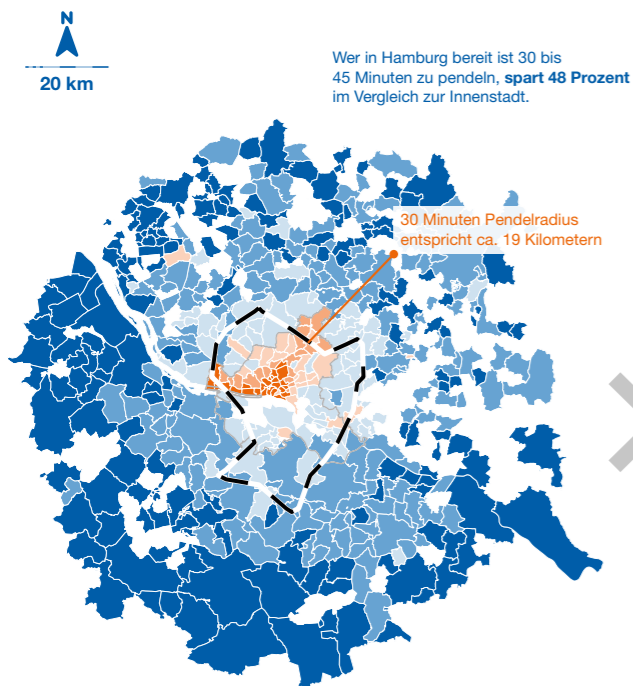 N
20 km
Wer in Hamburg bereit ist 30 bis
45 Minuten zu pendeln, spart 48 Prozent
im Vergleich zur Innenstadt.
30 Minuten Pendelradius
entspricht ca. 19 Kilometern